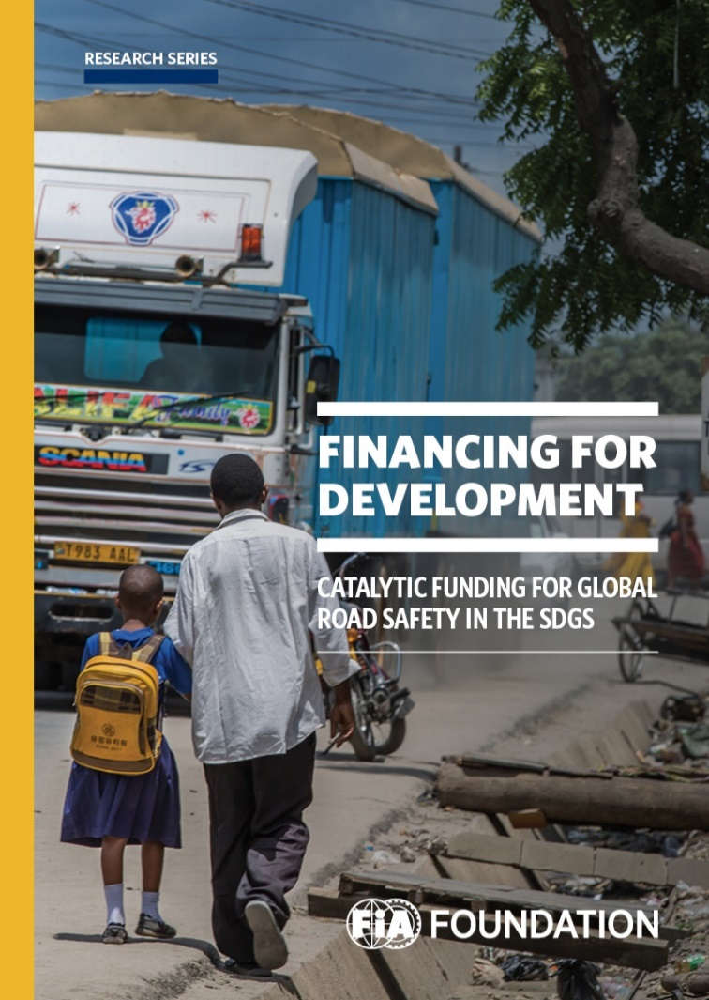 RESEARCH SERIES
Family
SCANIA
T983 AAL
FINANCING FOR
DEVELOPMENT
CATALYTIC FUNDING FOR GLOBAL
ROAD SAFETY IN THE SDGS
FiA FOUNDATION